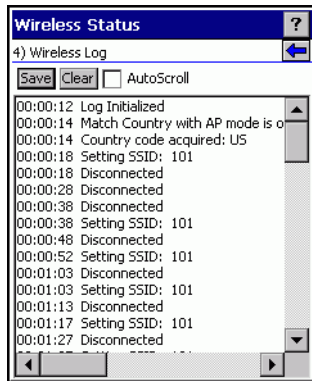 Wireless Status ?
4) Wireless Log
Save Clear AutoScroll
00:00:12 Log Initialized
00:00:14 Match Country with AP mode is o
00:00:14 Country code acquired: US
00:00:18 Setting SSID: 101
00:00:18 Disconnected
00:00:28 Disconnected
00:00:38 Disconnected
00:00:38 Setting SSID: 101
00:00:48 Disconnected
00:00:52 Setting SSID: 101
00:01:03 Disconnected
00:01:03 Setting SSID: 101
00:01:13 Disconnected
00:01:17 Setting SSID: 101
00:01:27 Disconnected